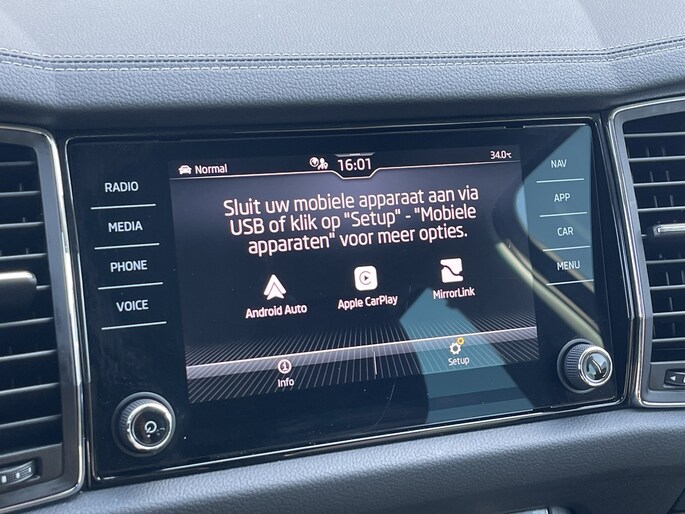 RADIO
MEDIA
PHONE
VOICE
Normal
16:01
34.0°C
Sluit uw mobiele apparaat aan via
USB of klik op "Setup" - "Mobiele
apparaten" voor meer opties.
Android Auto
Apple CarPlay
MirrorLink
Info
Setup
NAV
APP
CAR
MENU